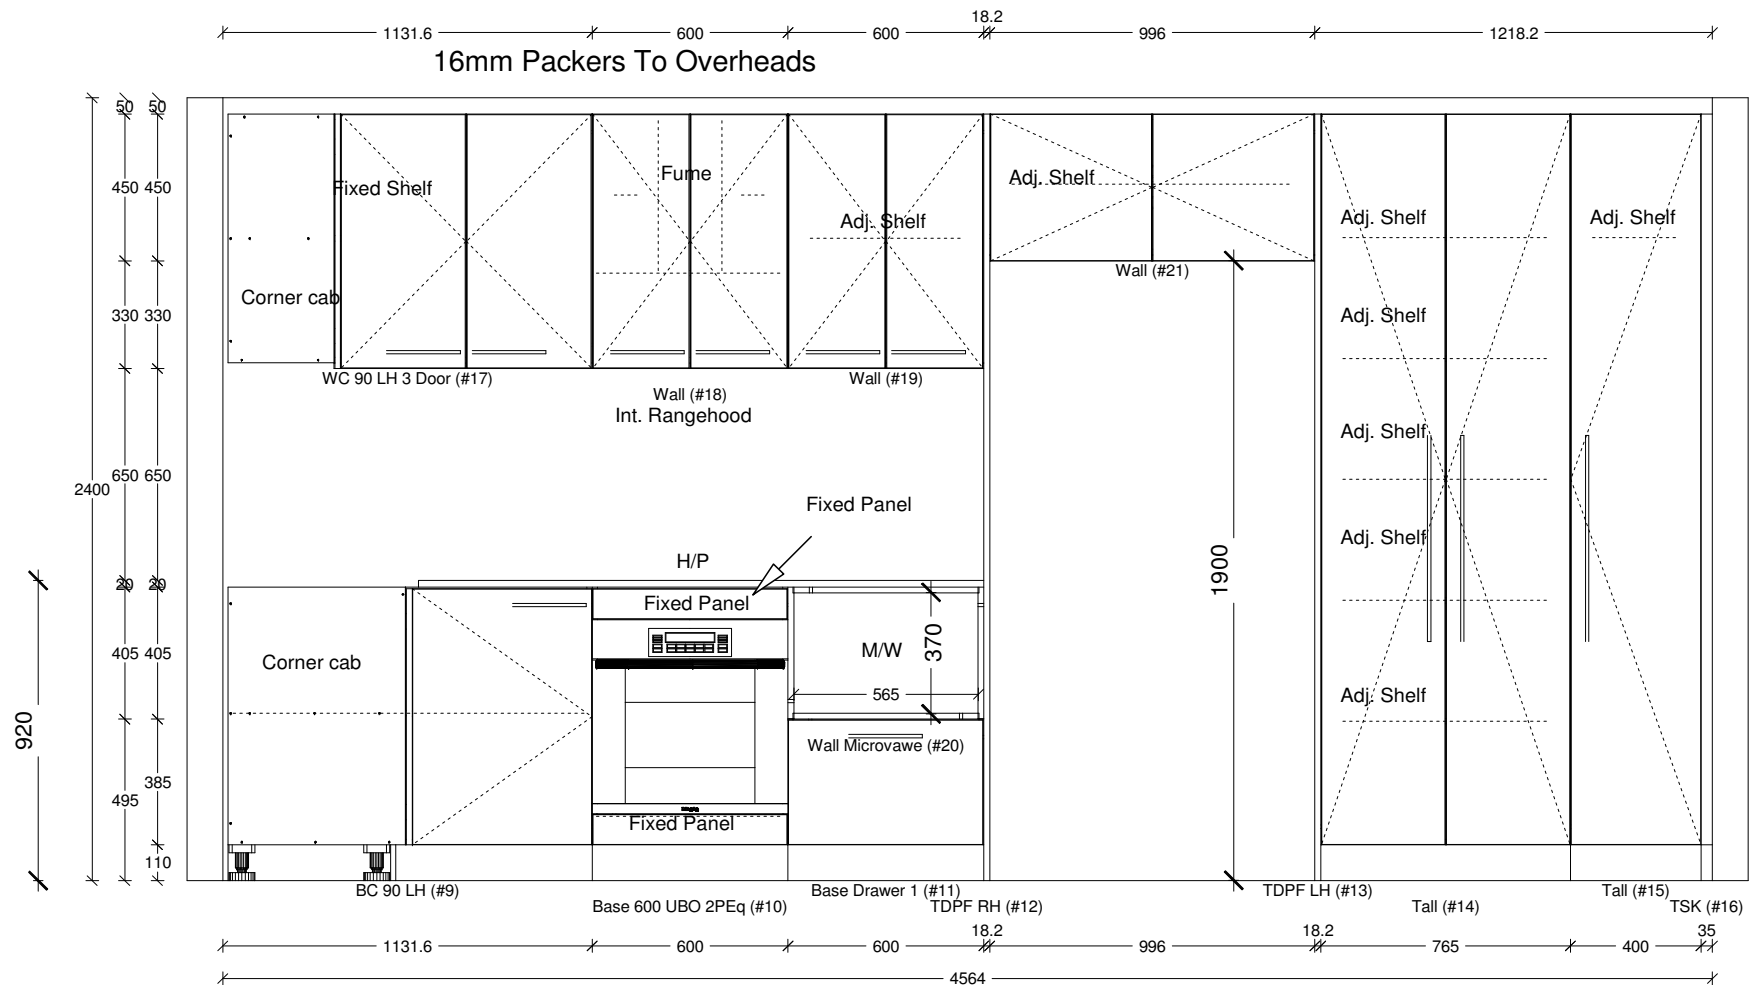 18.2
1131.6 600 600 996 1218.2
16mm Packers To Overheads
50 50
Fume
Adj. Shelf
450 450 Fixed Shelf
Adj. Shelf Adj. Shelf Adj. Shelf
Wall (#21)
Corner cab
330 330 Adj. Shelf
WC 90 LH 3 Door (#17) Wall (#19)
Wall (#18)
Int. Rangehood
Adj. Shelf
650 650
2400
Fixed Panel
Adj. Shelf
H/P
1900
20 20
Fixed Panel
370
M/W
405 405
Corner cab
565
Adj. Shelf
920
Wall Microvawe (#20)
385
495
Fixed Panel
110
BC 90 LH (#9) Base Drawer 1 (#11) TDPF LH (#13) Tall (#15)
Base 600 UBO 2PEq (#10) TDPF RH (#12) Tall (#14) TSK (#16)
18.2 18.2 35
1131.6 600 600 996 765 400
4564